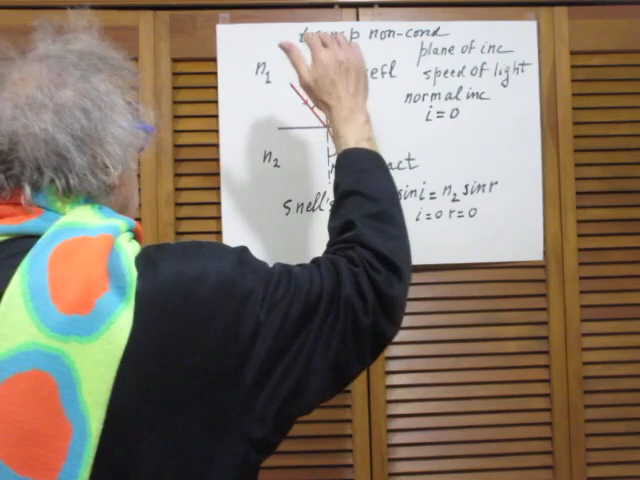 transp non-cond
plane of inc
n₁ refl speed of light
normal inc
i=0
n₂
Snell's sin i = n₂ sin r
i=0 r=0